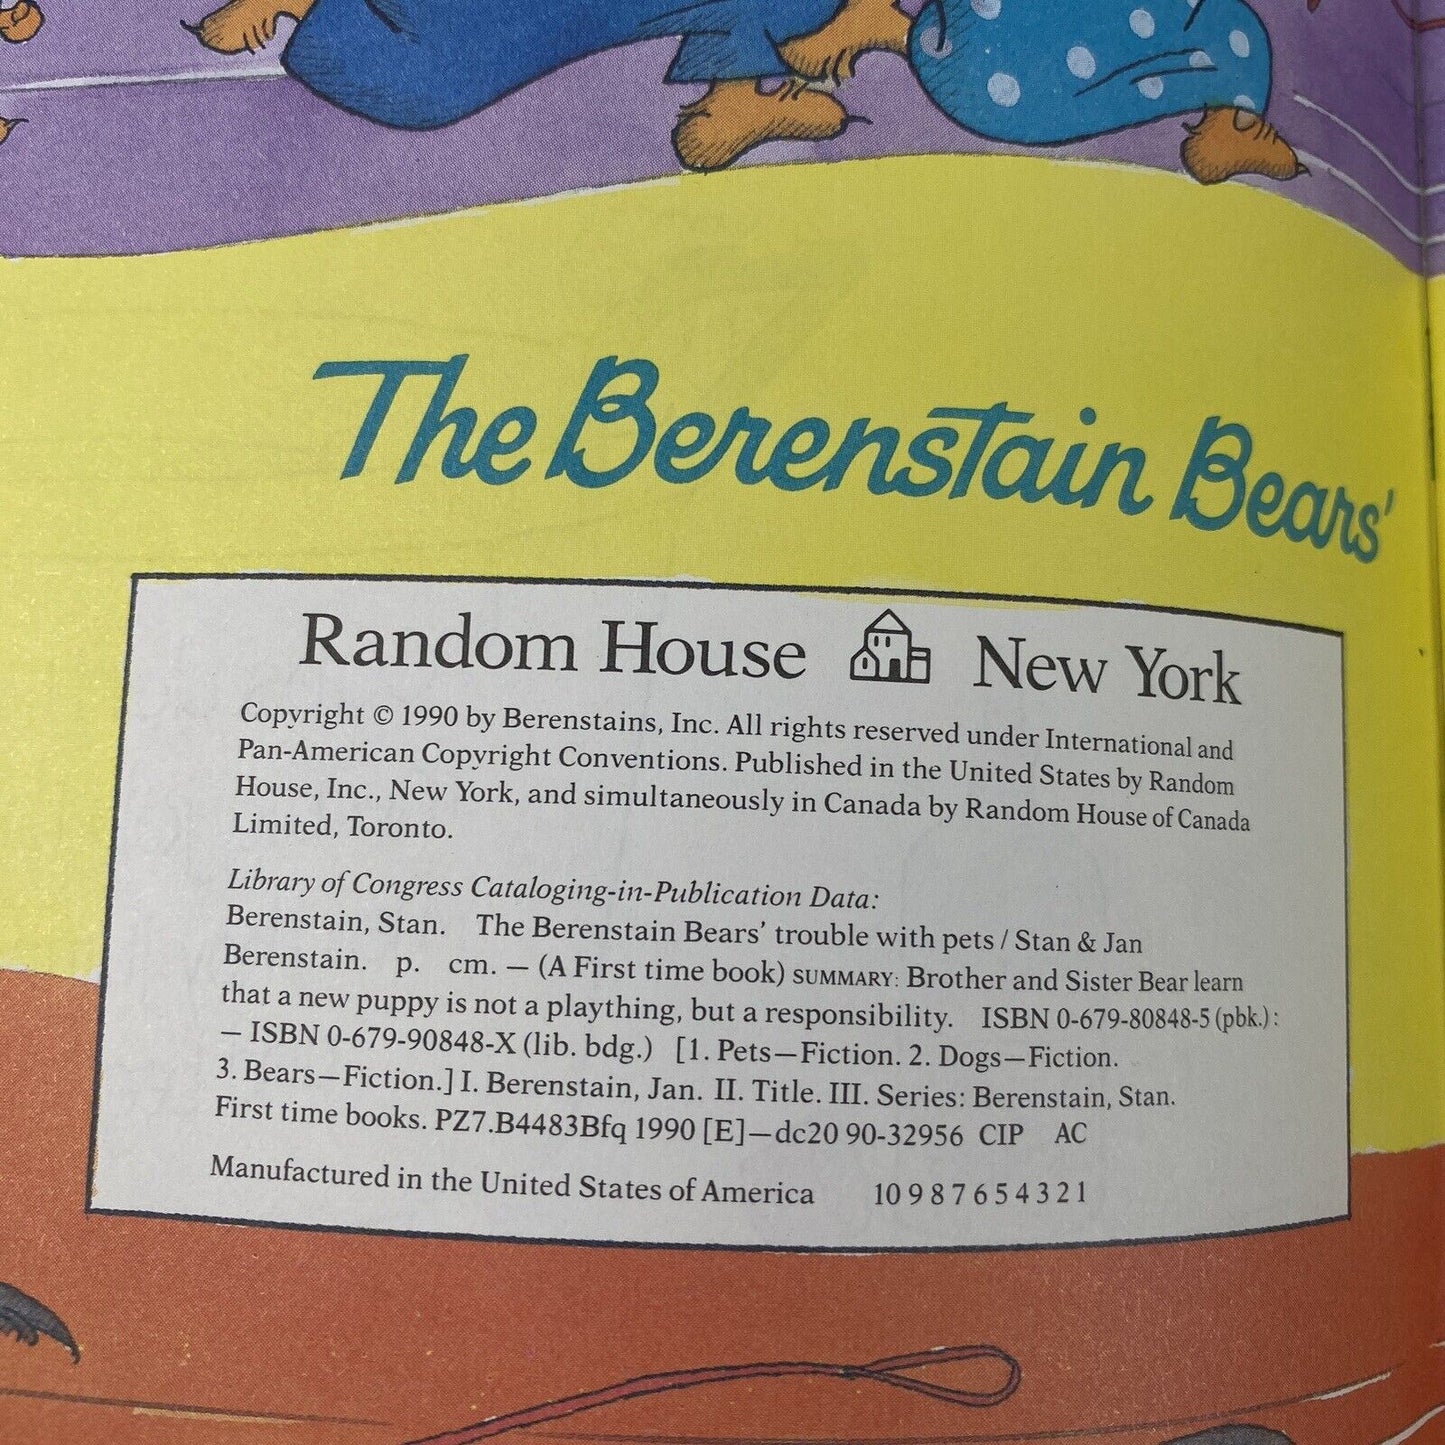 The Berenstain Bears'
Random House New York
Copyright © 1990 by Berenstains, Inc. All rights reserved under International and
Pan-American Copyright Conventions. Published in the United States by Random
House, Inc., New York, and simultaneously in Canada by Random House of Canada
Limited, Toronto.
Library of Congress Cataloging-in-Publication Data:
Berenstain, Stan. The Berenstain Bears' trouble with pets / Stan & Jan
Berenstain. p. cm. — (A First time book) SUMMARY: Brother and Sister Bear learn
that a new puppy is not a plaything, but a responsibility. ISBN 0-679-80848-5 (pbk.) :
— ISBN 0-679-90848-X (lib. bdg.) [1. Pets—Fiction. 2. Dogs—Fiction.
3. Bears—Fiction.] I. Berenstain, Jan. II. Title. III. Series: Berenstain, Stan.
First time books. PZ7.B4483Bfq 1990 [E]—dc20 90-32956 CIP AC
Manufactured in the United States of America 10 9 8 7 6 5 4 3 2 1